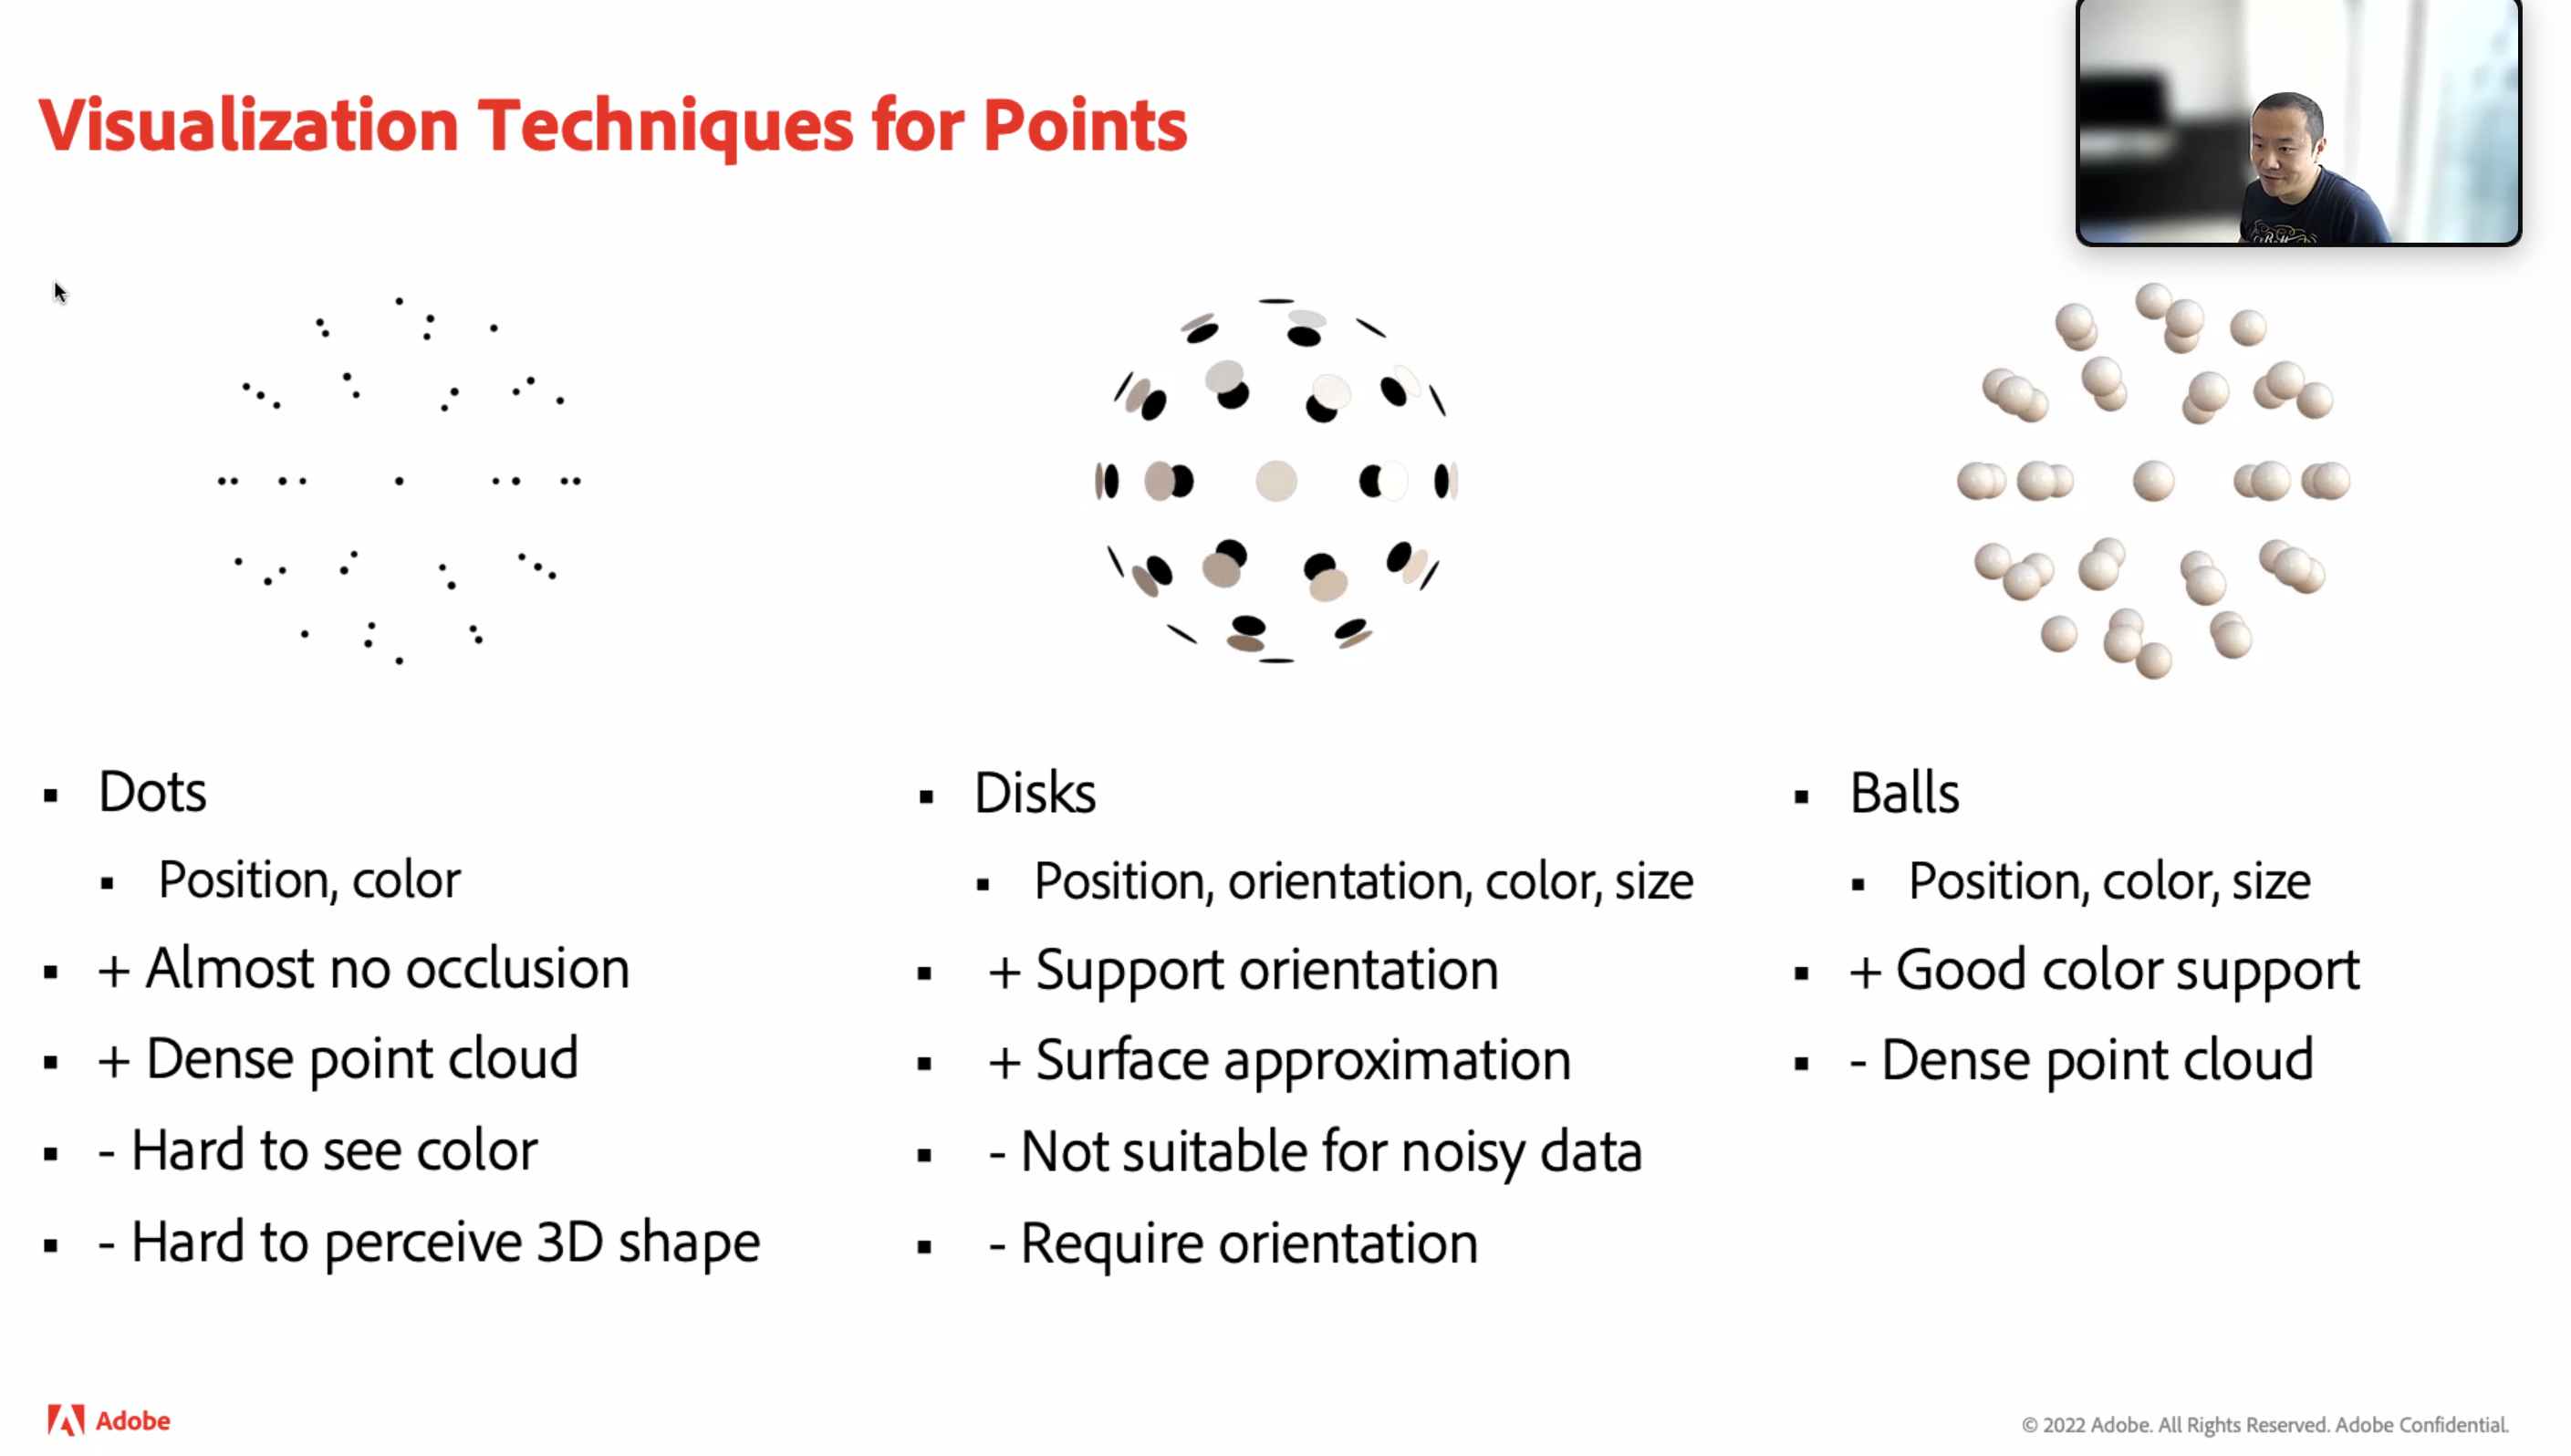 Visualization Techniques for Points
Dots
Position, color
+ Almost no occlusion
+ Dense point cloud
- Hard to see color
- Hard to perceive 3D shape
Disks
Position, orientation, color, size
+ Support orientation
+ Surface approximation
- Not suitable for noisy data
- Require orientation
Balls
Position, color, size
+ Good color support
- Dense point cloud
Adobe
© 2022 Adobe. All Rights Reserved. Adobe Confidential.